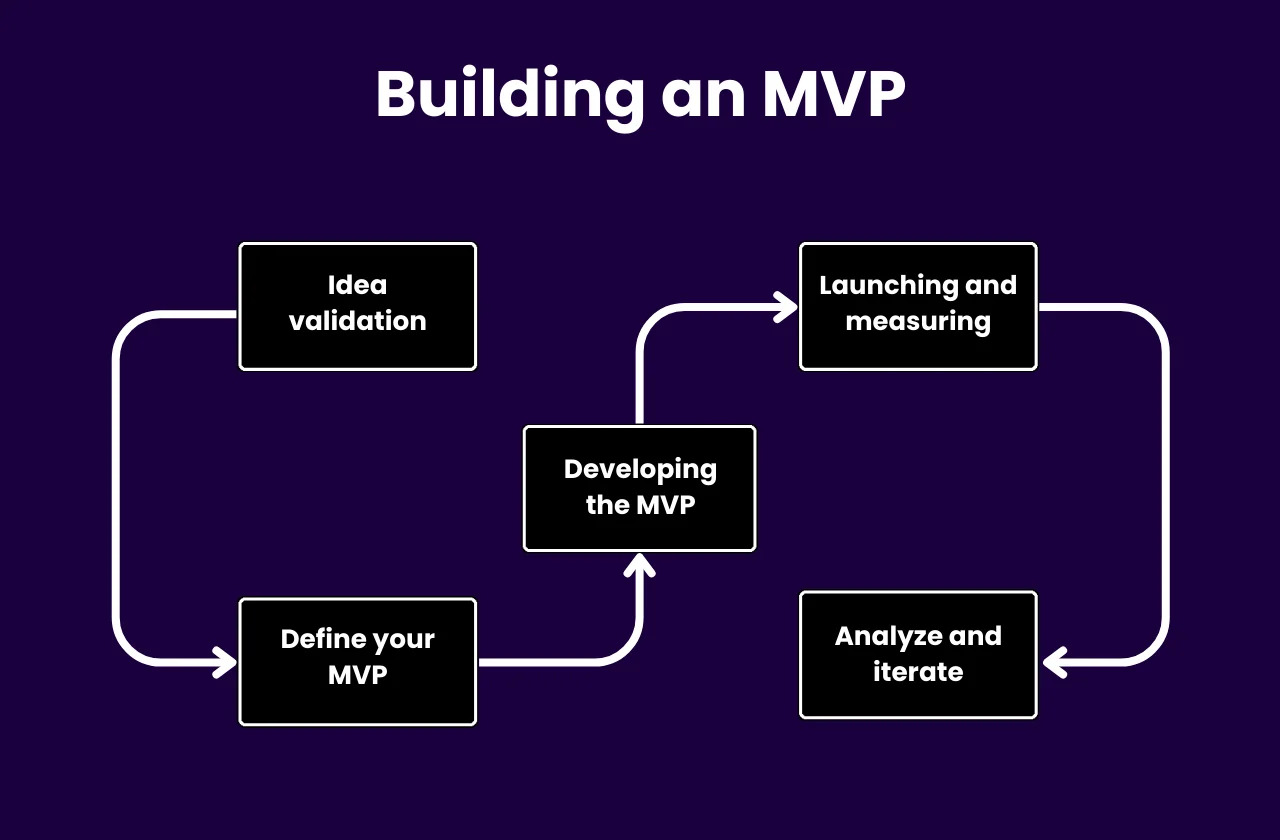 Building an MVP
Idea
validation
Define your
MVP
Developing
the MVP
Launching and
measuring
Analyze and
iterate